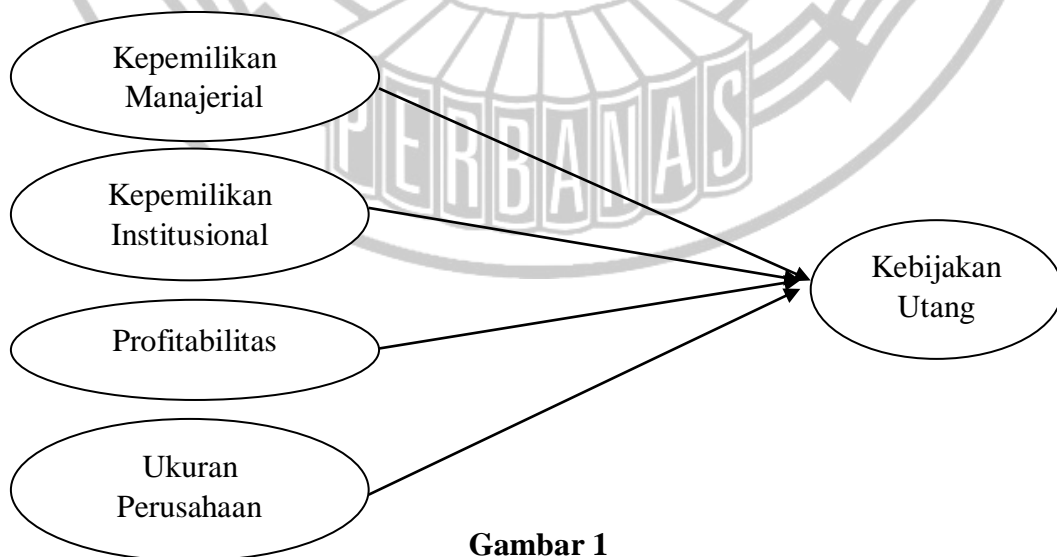 Kepemilikan
Manajerial
PERBANAS
Kepemilikan
Institusional
Kebijakan
Utang
Profitabilitas
Ukuran
Perusahaan
Gambar 1